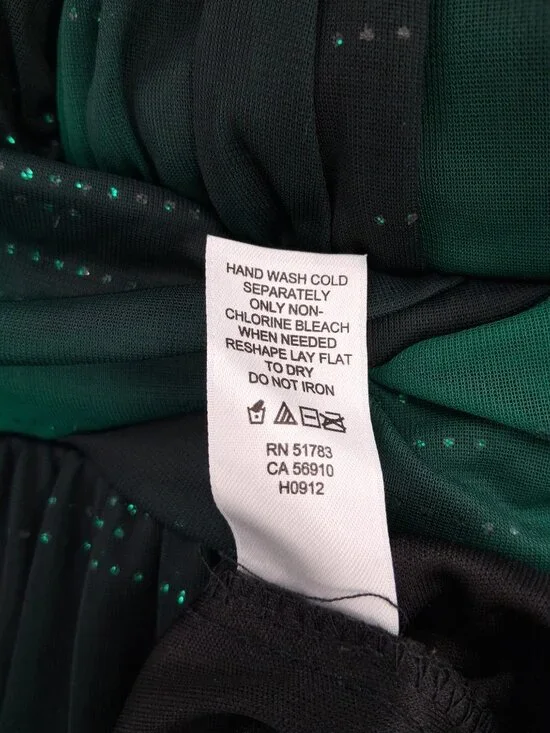 HAND WASH COLD
SEPARATELY
ONLY NON-
CHLORINE BLEACH
WHEN NEEDED
RESHAPE LAY FLAT
TO DRY
DO NOT IRON
RN 51783
CA 56910
H0912